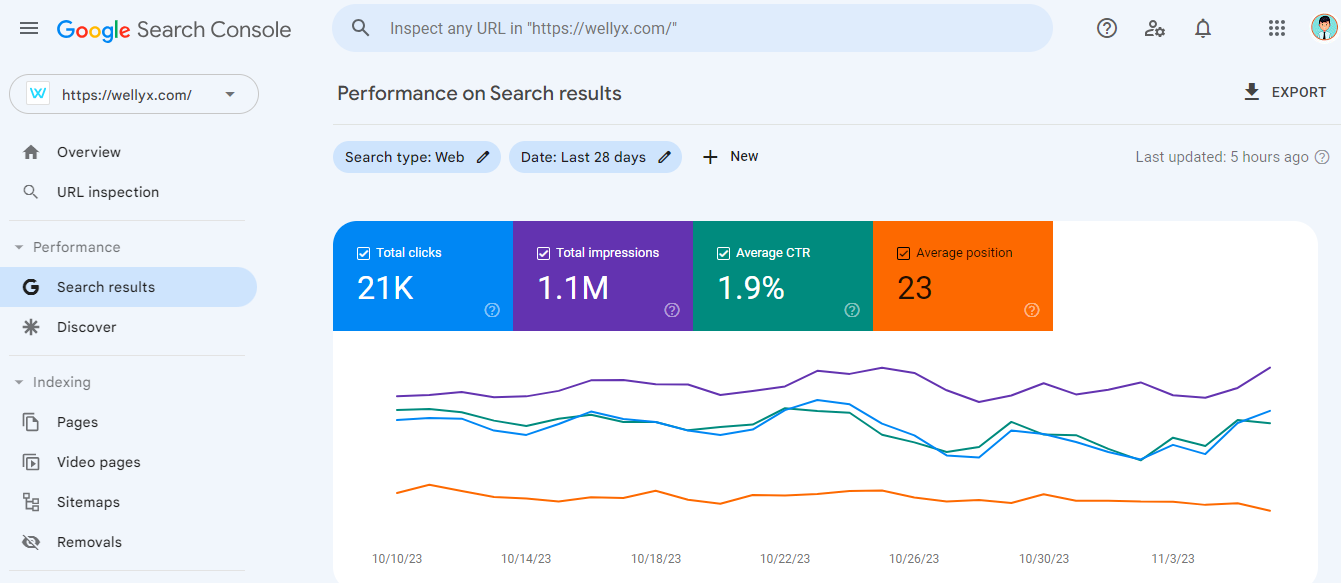 Google Search Console
Inspect any URL in "https://wellyx.com/"
W https://wellyx.com/
Performance on Search results
EXPORT
Overview
URL inspection
Performance
Search results
Discover
Indexing
Pages
Video pages
Sitemaps
Removals
Search type: Web
Date: Last 28 days
New
Last updated: 5 hours ago
Total clicks
21K
Total impressions
1.1M
Average CTR
1.9%
Average position
23
10/10/23 10/14/23 10/18/23 10/22/23 10/26/23 10/30/23 11/3/23